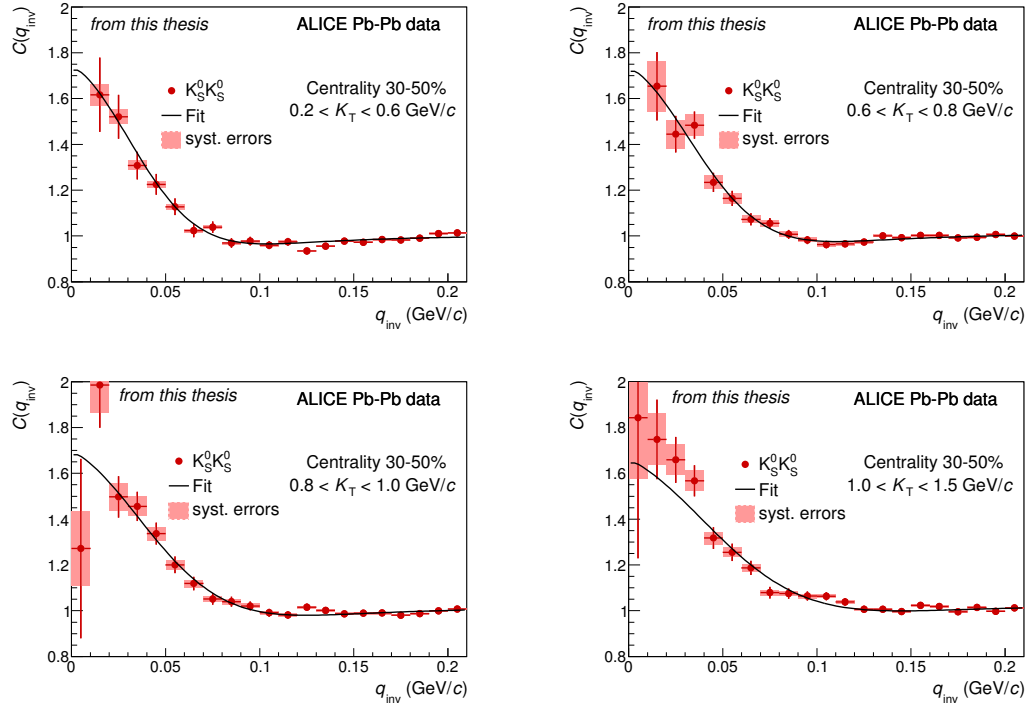 C(q_inv)
2
1.8
1.6
1.4
1.2
1
0.8
from this thesis
ALICE Pb-Pb data
K⁰_S K⁰_S
Fit
syst. errors
Centrality 30-50%
0.2 < K_T < 0.6 GeV/c
0
0.05
0.1
0.15
0.2
q_inv (GeV/c)
C(q_inv)
2
1.8
1.6
1.4
1.2
1
0.8
from this thesis
ALICE Pb-Pb data
K⁰_S K⁰_S
Fit
syst. errors
Centrality 30-50%
0.6 < K_T < 0.8 GeV/c
0
0.05
0.1
0.15
0.2
q_inv (GeV/c)
C(q_inv)
2
1.8
1.6
1.4
1.2
1
0.8
from this thesis
ALICE Pb-Pb data
K⁰_S K⁰_S
Fit
syst. errors
Centrality 30-50%
0.8 < K_T < 1.0 GeV/c
0
0.05
0.1
0.15
0.2
q_inv (GeV/c)
C(q_inv)
2
1.8
1.6
1.4
1.2
1
0.8
from this thesis
ALICE Pb-Pb data
K⁰_S K⁰_S
Fit
syst. errors
Centrality 30-50%
1.0 < K_T < 1.5 GeV/c
0
0.05
0.1
0.15
0.2
q_inv (GeV/c)